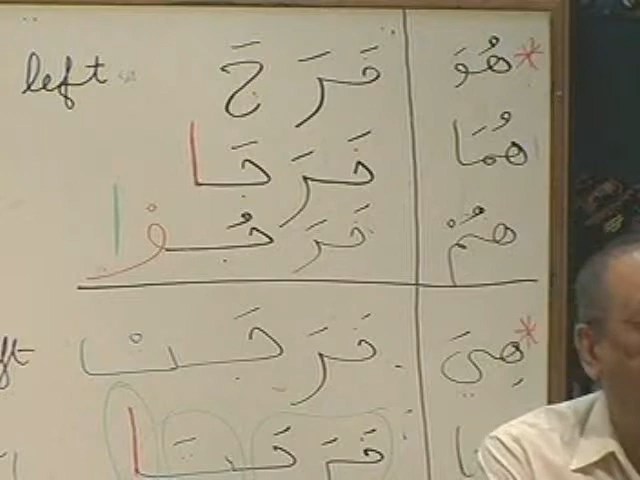 *هُوَ خَرَجَ left
هُمَا خَرَجَا
هُمْ خَرَجُوْا
*هِيَ خَرَجَتْ
خَرَجَتَا